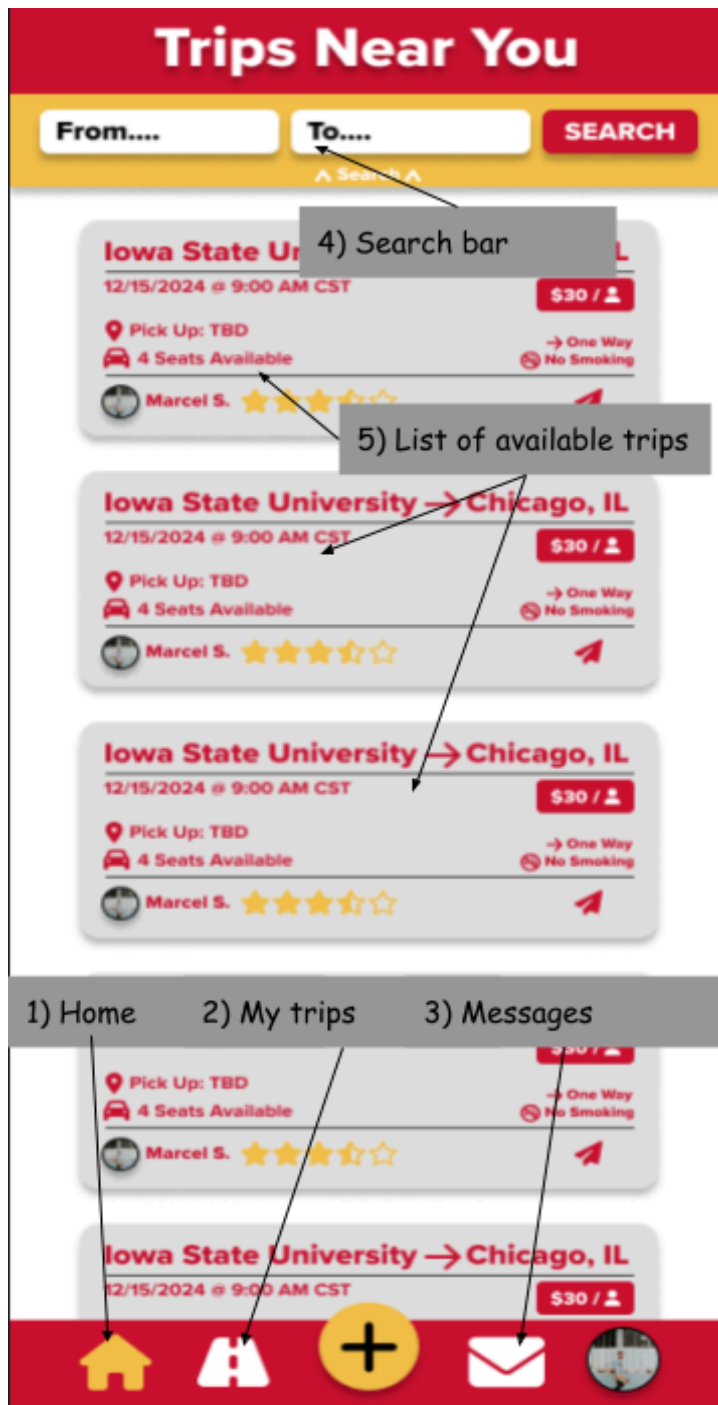 Trips Near You
From....
To....
SEARCH
^ Search ^
4) Search bar
Iowa State Ur
L
12/15/2024 @ 9:00 AM CST
$30 /
Pick Up: TBD
→ One Way
4 Seats Available
No Smoking
Marcel S.
5) List of available trips
Iowa State University → Chicago, IL
12/15/2024 @ 9:00 AM CST
$30 /
Pick Up: TBD
→ One Way
4 Seats Available
No Smoking
Marcel S.
Iowa State University → Chicago, IL
12/15/2024 @ 9:00 AM CST
$30 /
Pick Up: TBD
→ One Way
4 Seats Available
No Smoking
Marcel S.
1) Home
2) My trips
3) Messages
$30 /
Pick Up: TBD
→ One Way
4 Seats Available
No Smoking
Marcel S.
Iowa State University → Chicago, IL
12/15/2024 @ 9:00 AM CST
$30 /